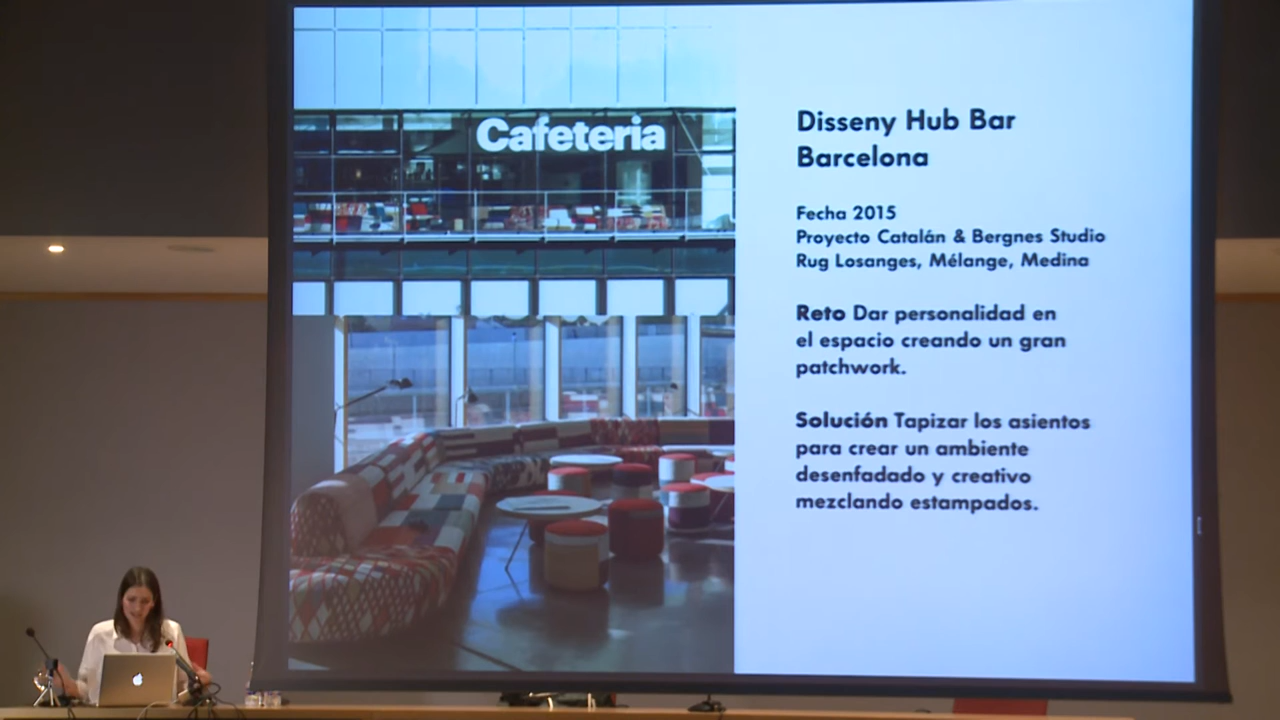 Cafeteria
Disseny Hub Bar
Barcelona
Fecha 2015
Proyecto Catalán & Bergnes Studio
Rug Losanges, Mélange, Medina
Reto Dar personalidad en
el espacio creando un gran
patchwork.
Solución Tapizar los asientos
para crear un ambiente
desenfadado y creativo
mezclando estampados.